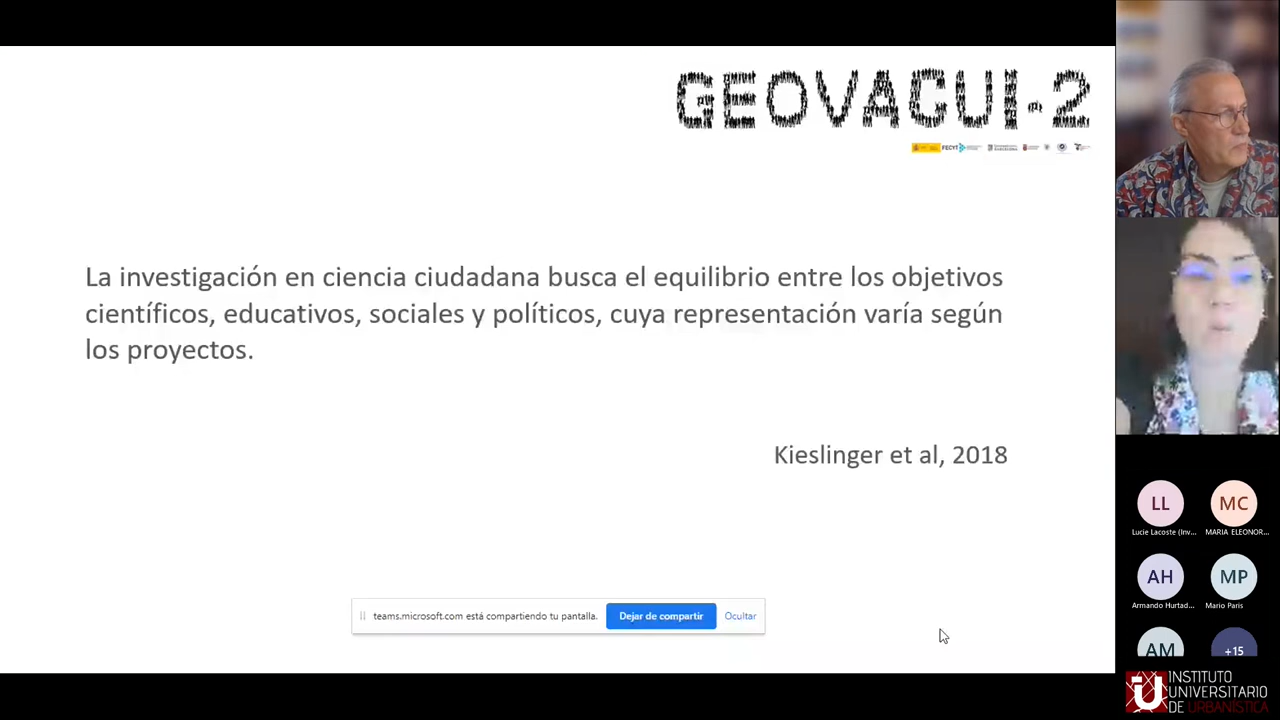 GEOVACUI-2
FECYT
La investigación en ciencia ciudadana busca el equilibrio entre los objetivos
científicos, educativos, sociales y políticos, cuya representación varía según
los proyectos.
Kieslinger et al, 2018
teams.microsoft.com está compartiendo tu pantalla.
Dejar de compartir
Ocultar
LL
MC
Lucie Lacoste (Inv...
MARIA ELEONOR...
AH
MP
Armando Hurtad...
Mario Paris
AM
+15
INSTITUTO
UNIVERSITARIO
DE URBANÍSTICA